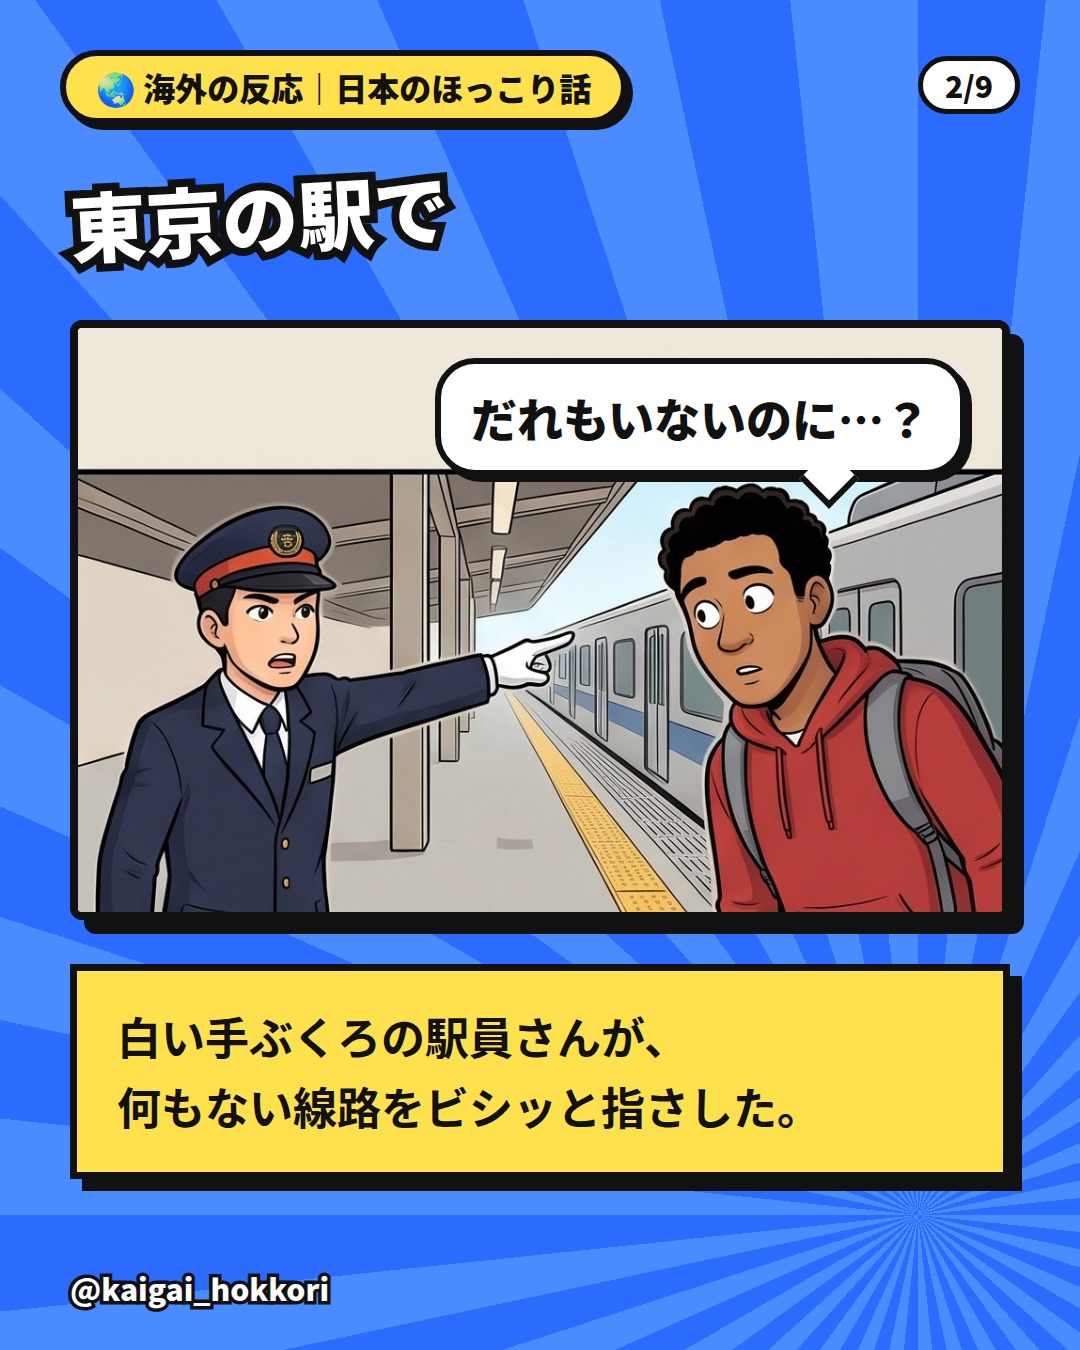 🌏 海外の反応｜日本のほっこり話
2/9
東京の駅で
だれもいないのに…？
白い手ぶくろの駅員さんが、
何もない線路をビシッと指さした。
@kaigai_hokkori